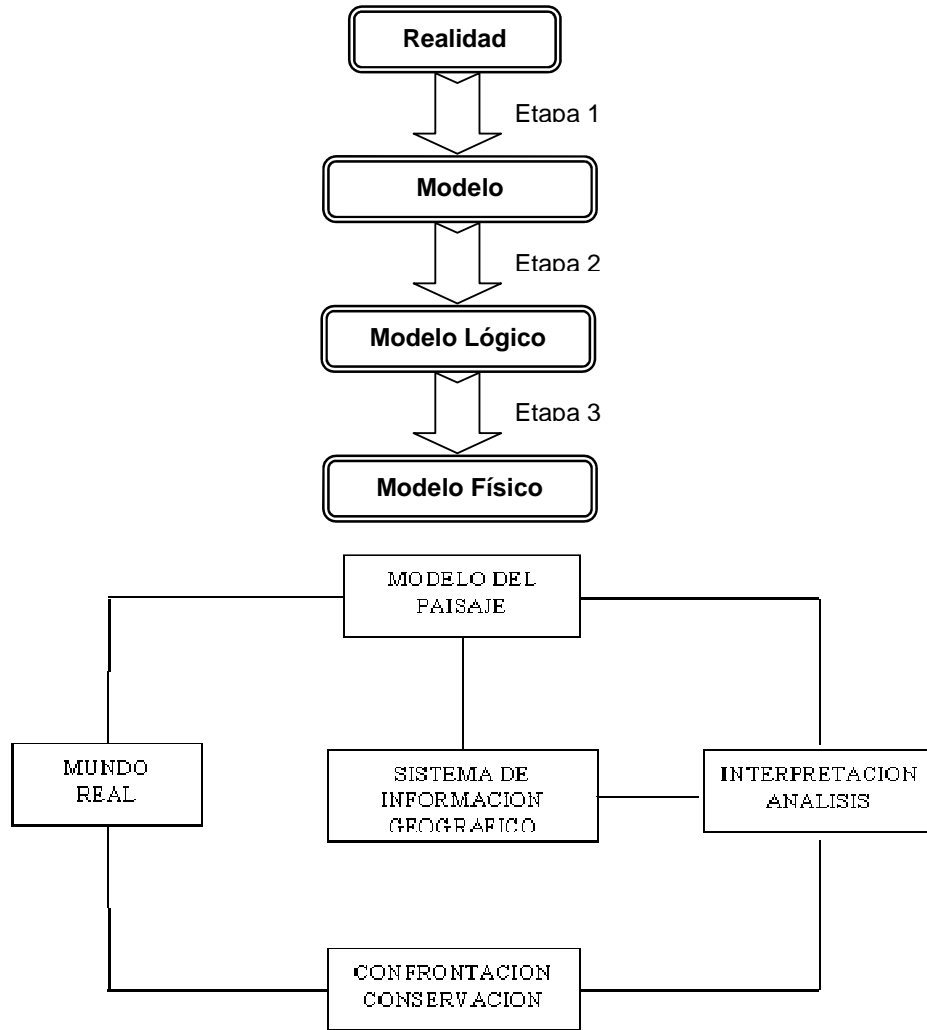 Realidad
Etapa 1
Modelo
Etapa 2
Modelo Lógico
Etapa 3
Modelo Físico
MODELO DEL
PAISAJE
MUNDO
REAL
SISTEMA DE
INFORMACION
GEOGRAFICO
INTERPRETACION
ANALISIS
CONFRONTACION
CONSERVACION